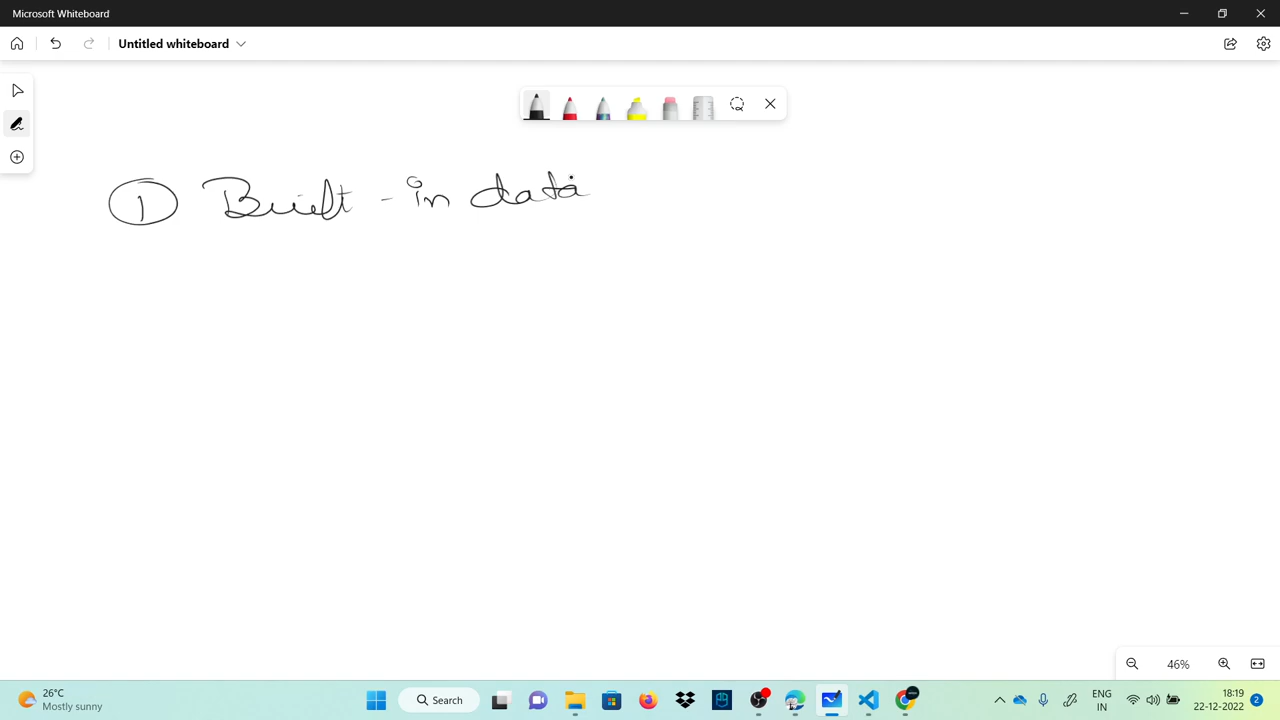 Microsoft Whiteboard
Untitled whiteboard
① Built - in data
46%
26°C
Mostly sunny
Search
ENG
IN
18:19
22-12-2022
2